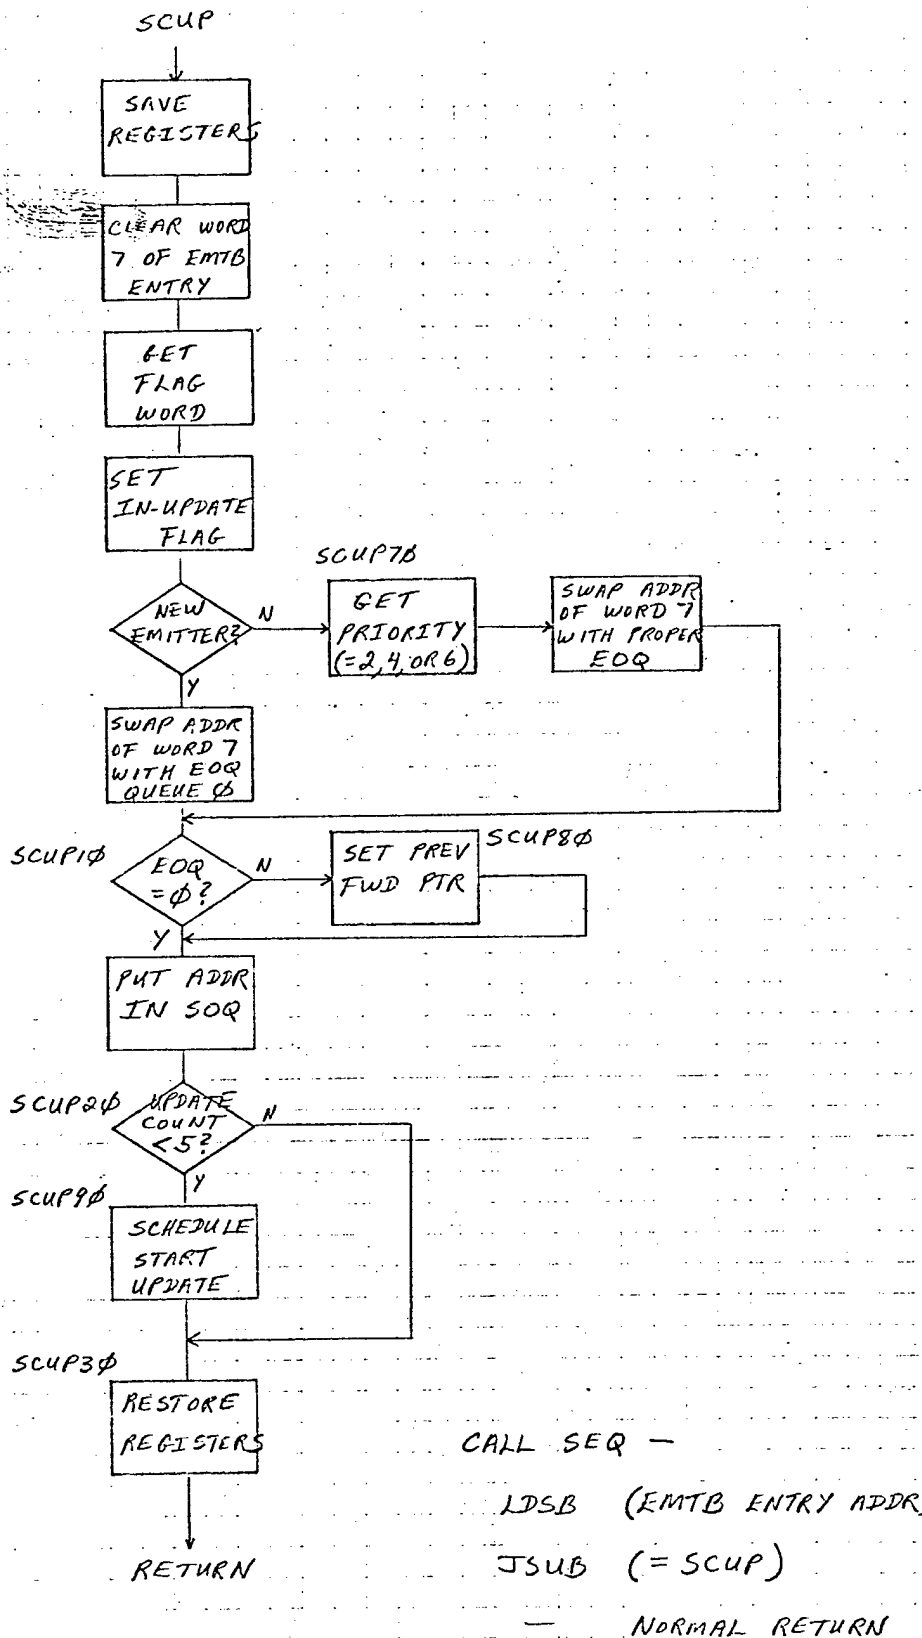 SCUP
SAVE
REGISTERS
CLEAR WORD
7 OF EMTB
ENTRY
GET
FLAG
WORD
SET
IN-UPDATE
FLAG
SCUP7Ø
NEW
EMITTER?
N
Y
GET
PRIORITY
(=2,4,OR 6)
SWAP ADDR
OF WORD 7
WITH PROPER
EOQ
SWAP ADDR
OF WORD 7
WITH EOQ
QUEUE Ø
SCUP1Ø
EOQ
=Ø?
N
Y
SET PREV
FWD PTR
SCUP8Ø
PUT ADDR
IN SOQ
SCUP2Ø
UPDATE
COUNT
<5?
N
Y
SCUP9Ø
SCHEDULE
START
UPDATE
SCUP3Ø
RESTORE
REGISTERS
RETURN
CALL SEQ —
LDSB (EMTB ENTRY ADDR)
JSUB (=SCUP)
— NORMAL RETURN